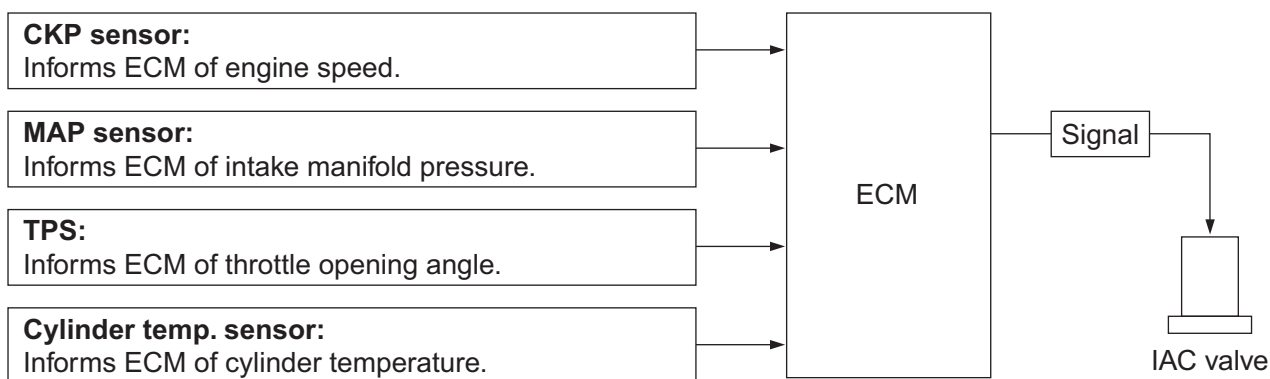 CKP sensor:
Informs ECM of engine speed.
MAP sensor:
Informs ECM of intake manifold pressure.
TPS:
Informs ECM of throttle opening angle.
Cylinder temp. sensor:
Informs ECM of cylinder temperature.
ECM
Signal
IAC valve